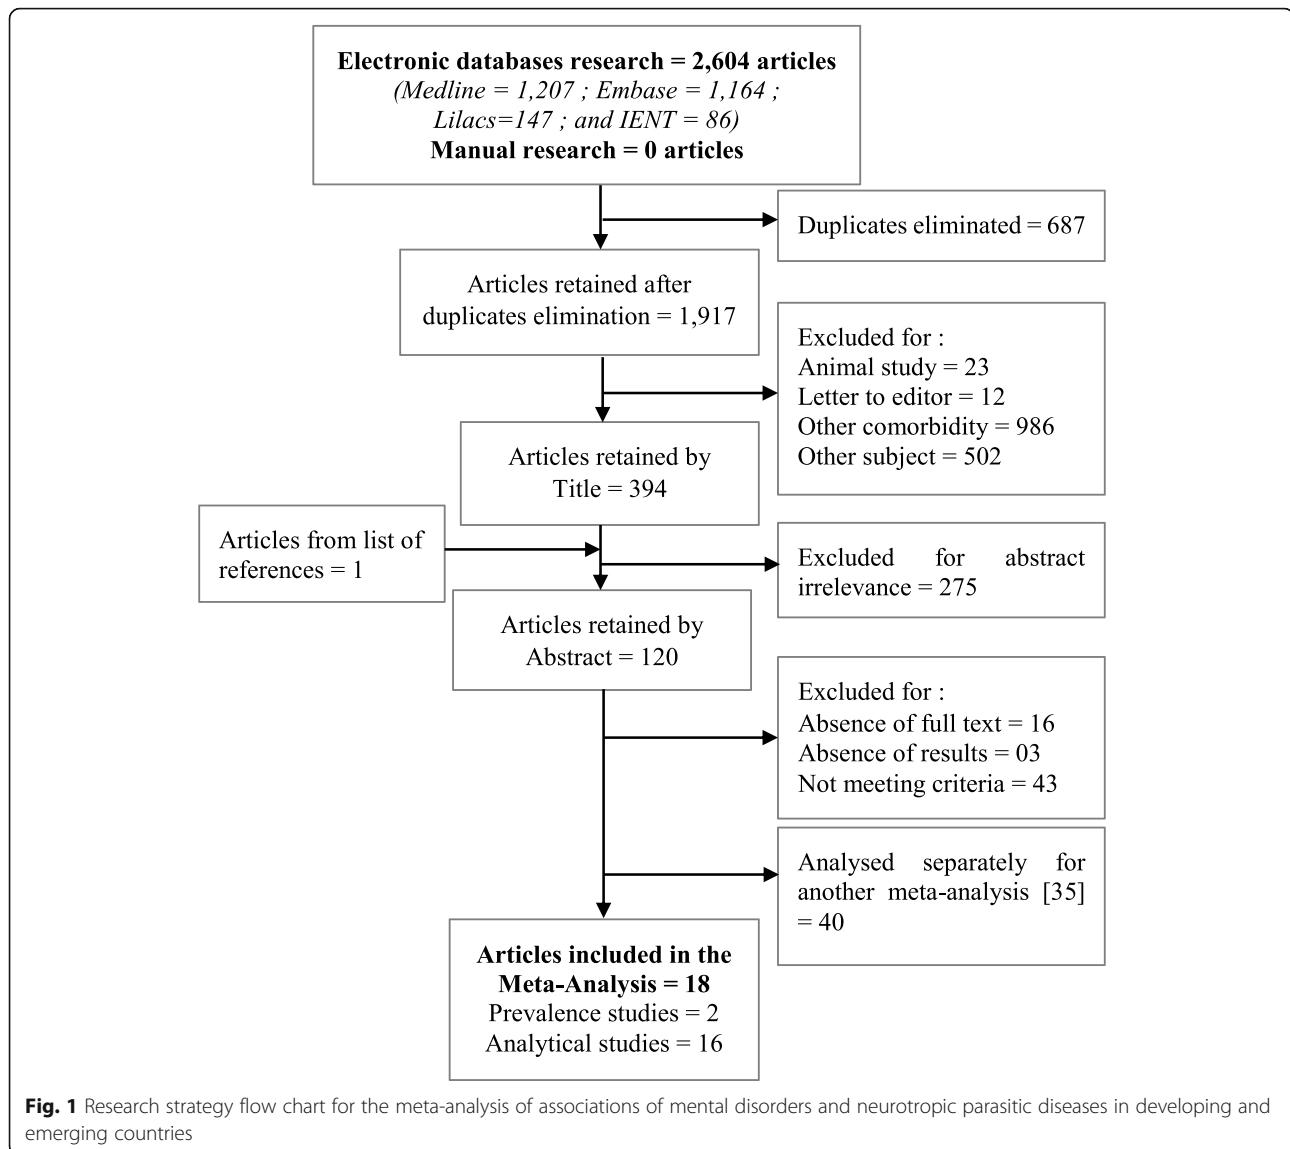 Electronic databases research = 2,604 articles
(Medline = 1,207 ; Embase = 1,164 ;
Lilacs=147 ; and IENT = 86)
Manual research = 0 articles
Duplicates eliminated = 687
Articles retained after
duplicates elimination = 1,917
Excluded for :
Animal study = 23
Letter to editor = 12
Other comorbidity = 986
Other subject = 502
Articles retained by
Title = 394
Articles from list of
references = 1
Excluded for abstract
irrelevance = 275
Articles retained by
Abstract = 120
Excluded for :
Absence of full text = 16
Absence of results = 03
Not meeting criteria = 43
Analysed separately for
another meta-analysis [35]
= 40
Articles included in the
Meta-Analysis = 18
Prevalence studies = 2
Analytical studies = 16
Fig. 1 Research strategy flow chart for the meta-analysis of associations of mental disorders and neurotropic parasitic diseases in developing and
emerging countries